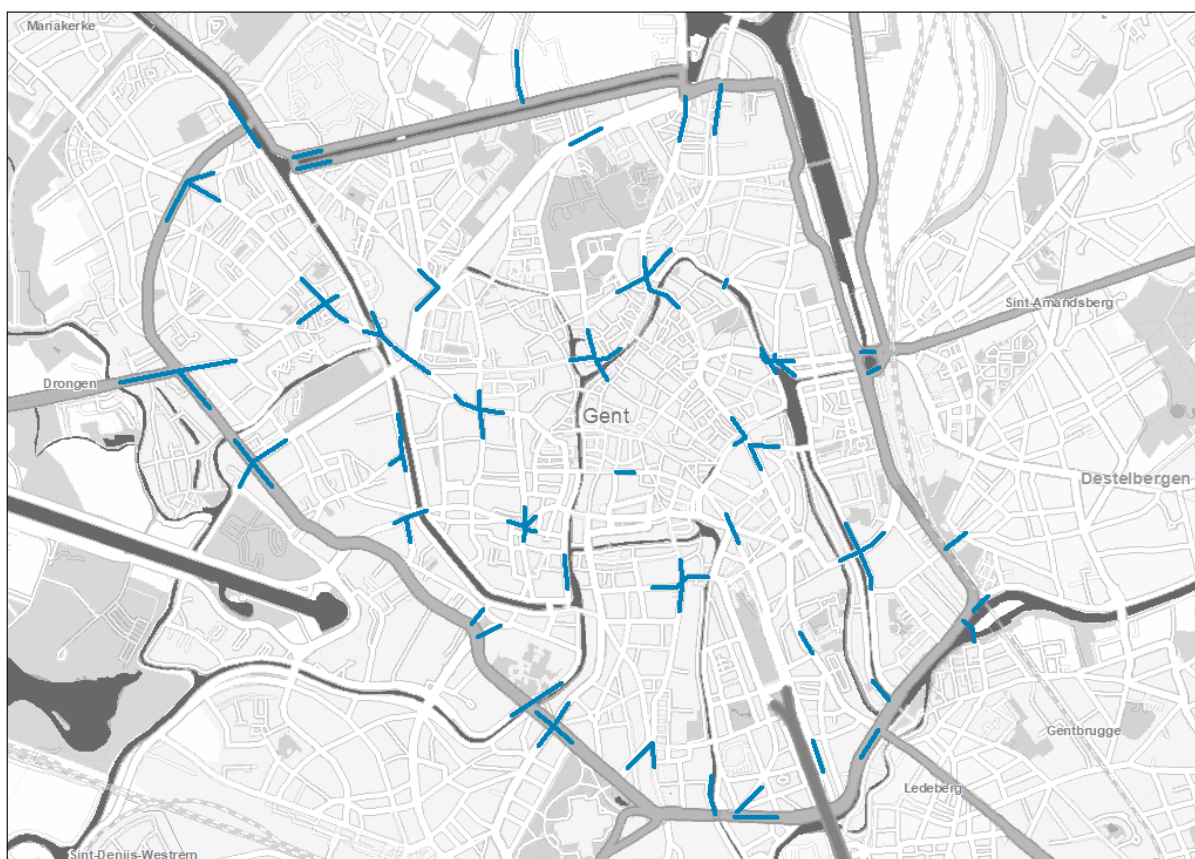 Mariakerke
Sint-Amandsberg
Drongen
Gent
Destelbergen
Gentbrugge
Ledeberg
Sint-Denijs-Westrem